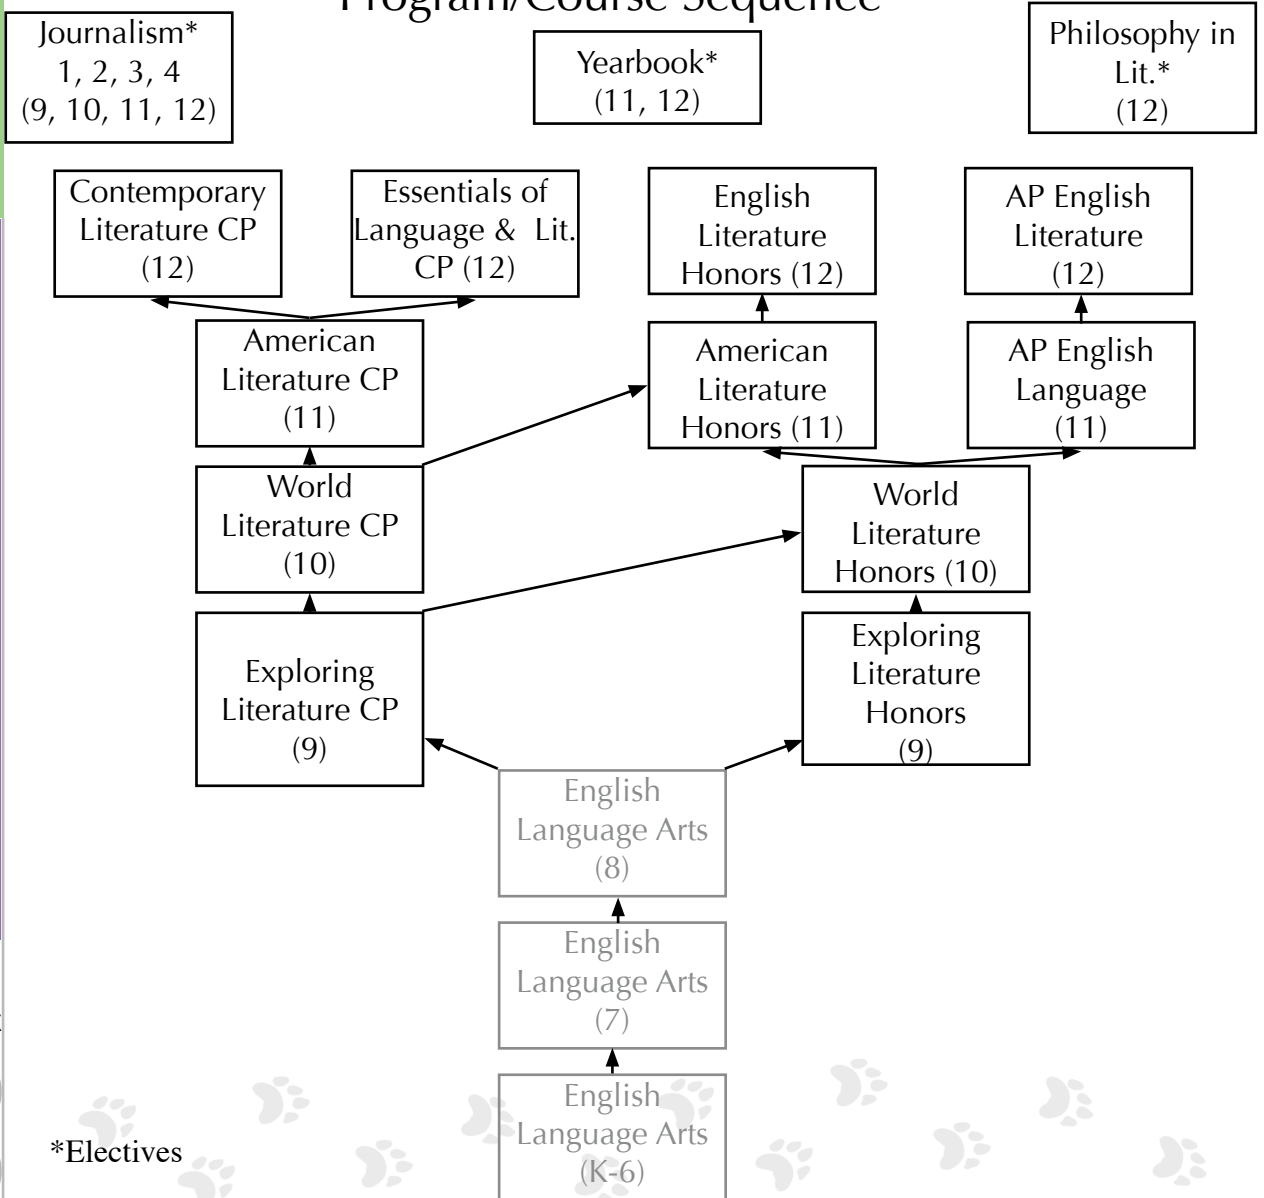 Program/Course Sequence
Journalism*
1, 2, 3, 4
(9, 10, 11, 12)
Yearbook*
(11, 12)
Philosophy in
Lit.*
(12)
Contemporary
Literature CP
(12)
Essentials of
Language & Lit.
CP (12)
English
Literature
Honors (12)
AP English
Literature
(12)
American
Literature CP
(11)
American
Literature
Honors (11)
AP English
Language
(11)
World
Literature CP
(10)
World
Literature
Honors (10)
Exploring
Literature CP
(9)
Exploring
Literature
Honors
(9)
English
Language Arts
(8)
English
Language Arts
(7)
English
Language Arts
(K-6)
*Electives